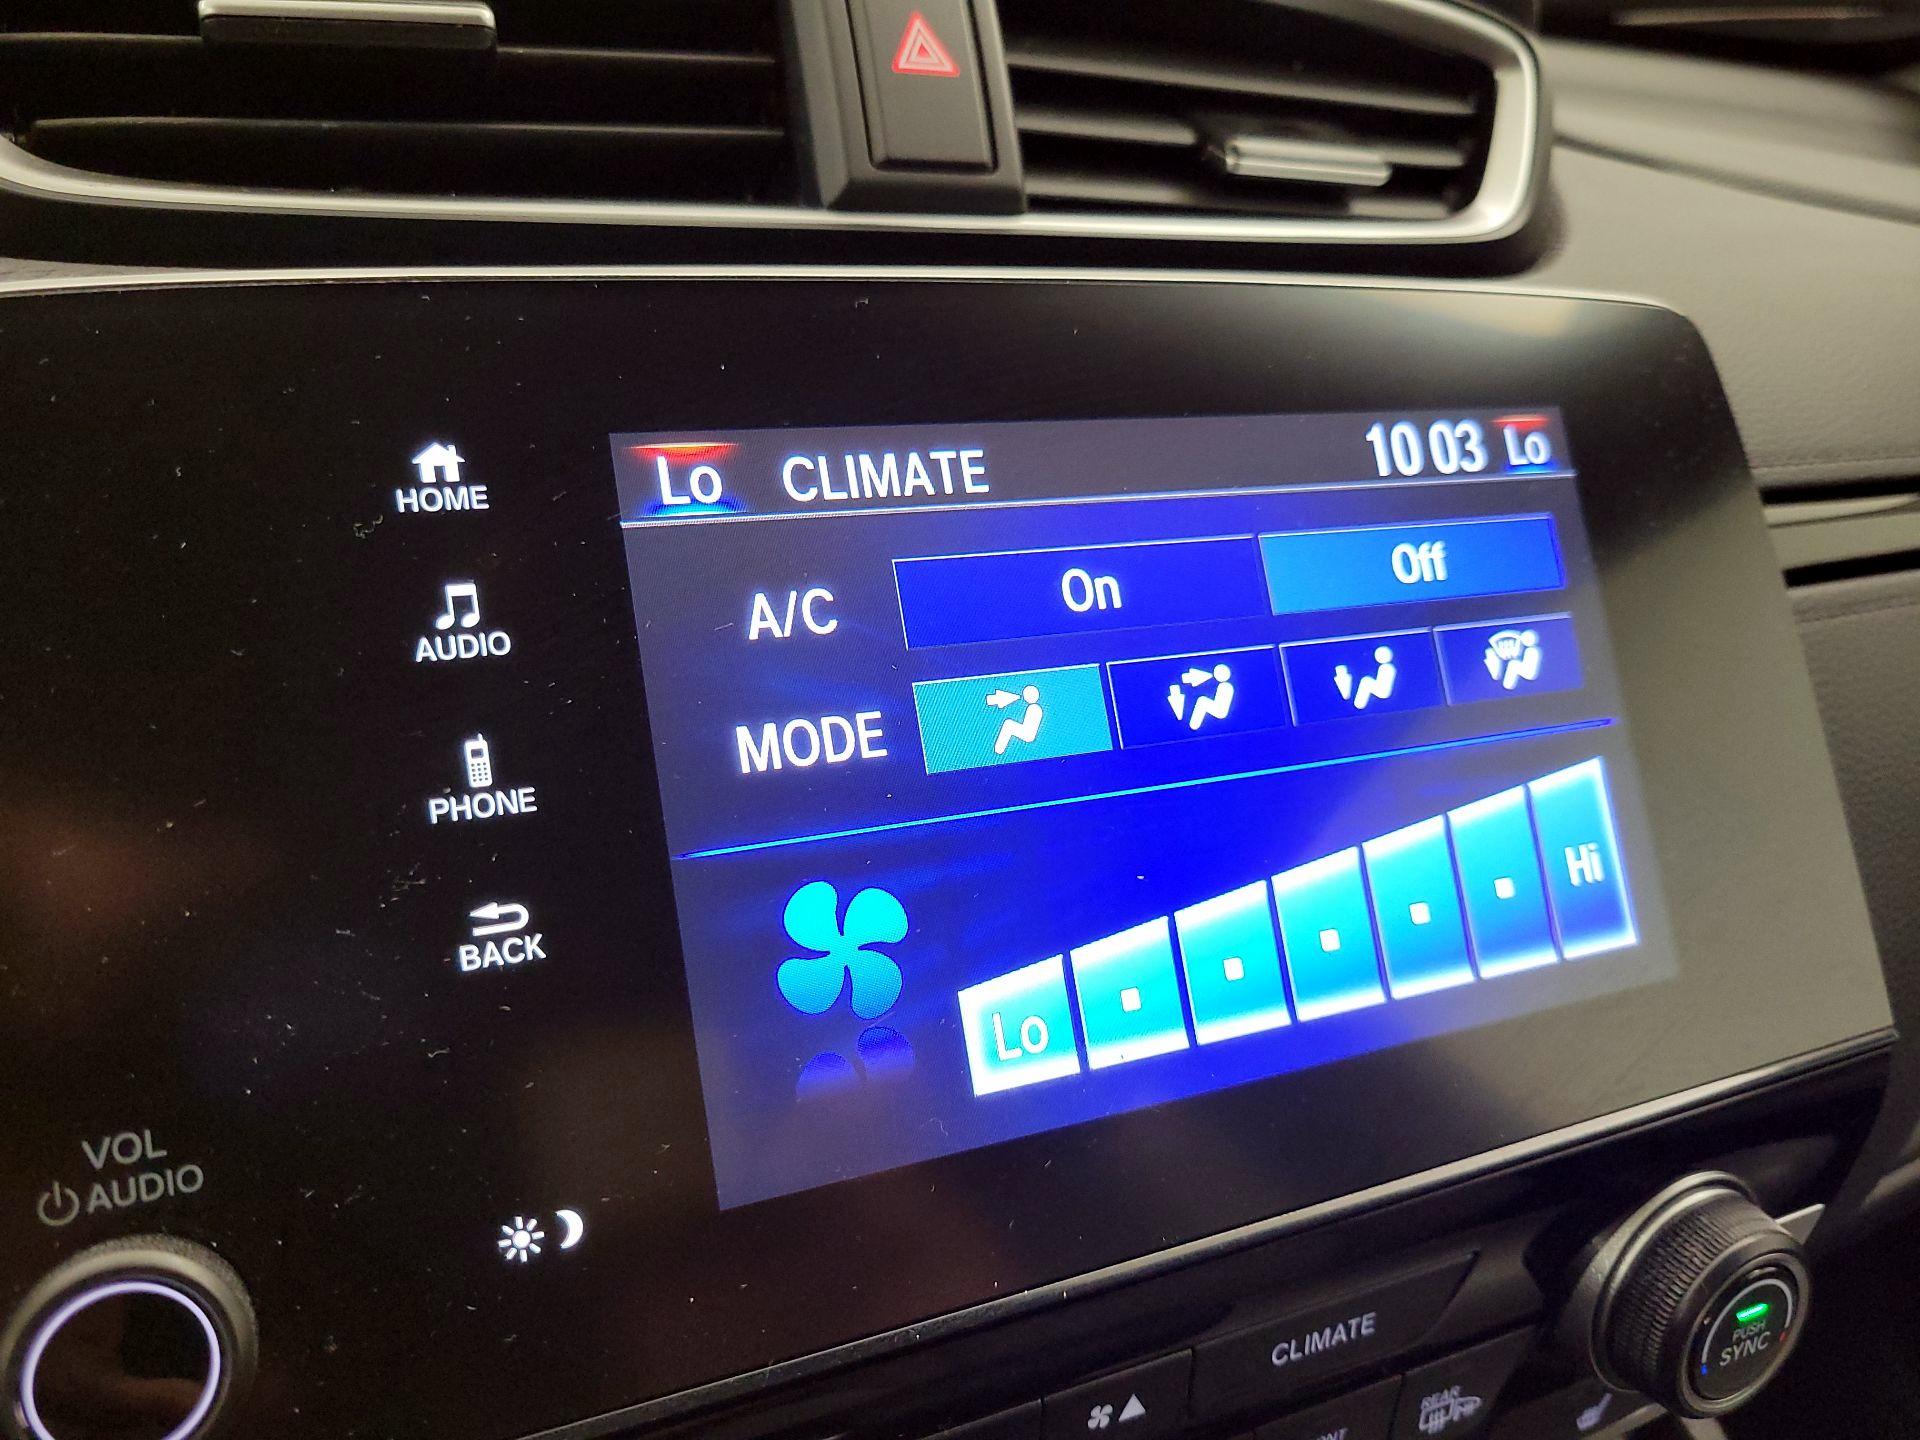 Lo CLIMATE 10 03 Lo
HOME
A/C On Off
AUDIO
MODE
PHONE
Hi
BACK
Lo
VOL
AUDIO
PUSH
SYNC
CLIMATE
REAR